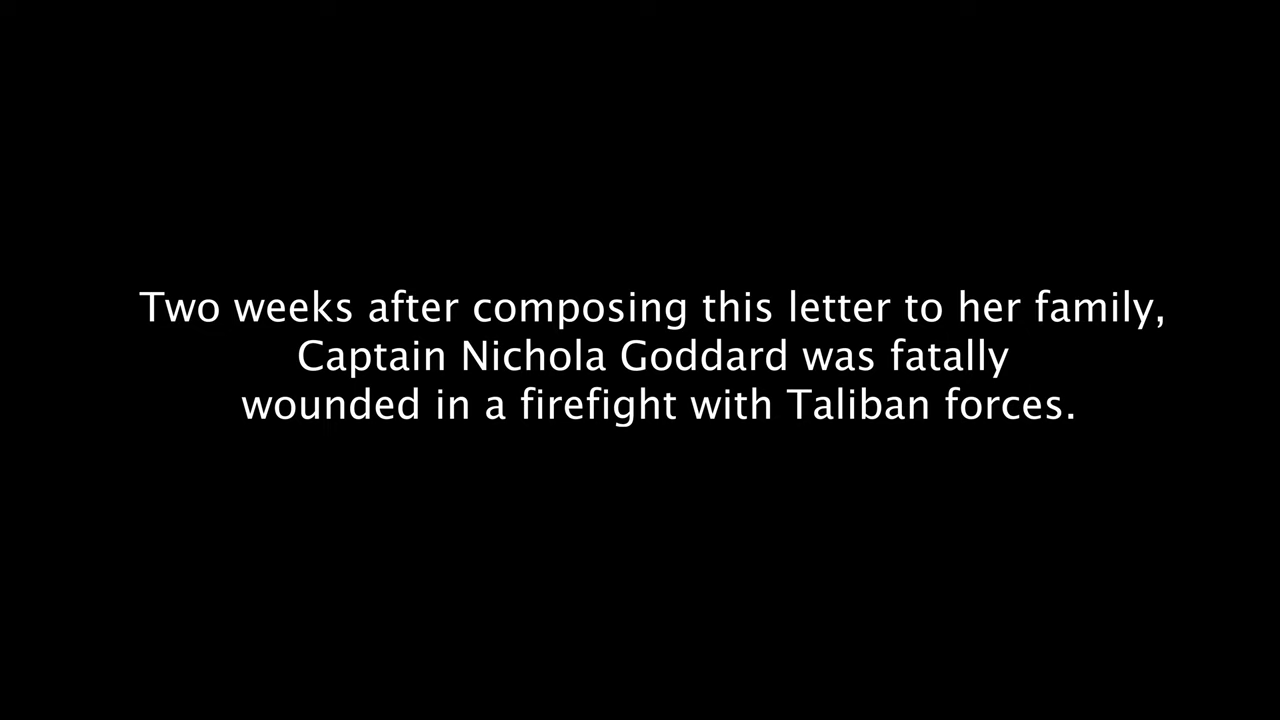 Two weeks after composing this letter to her family,
Captain Nichola Goddard was fatally
wounded in a firefight with Taliban forces.